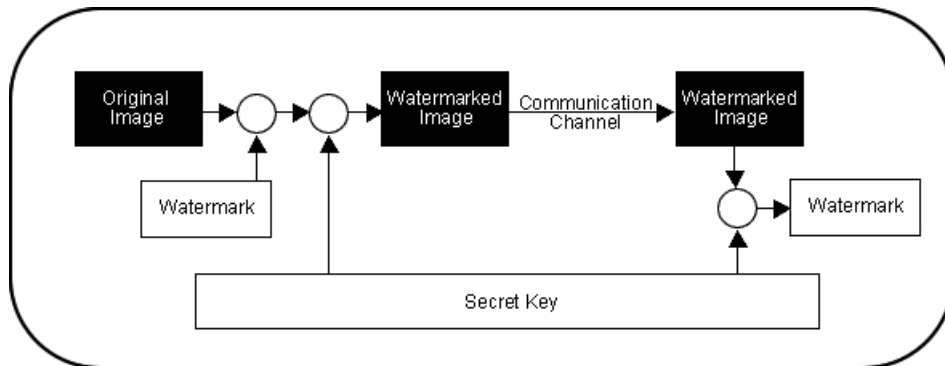 Original
Image
Watermarked
Image
Communication
Channel
Watermarked
Image
Watermark
Watermark
Secret Key